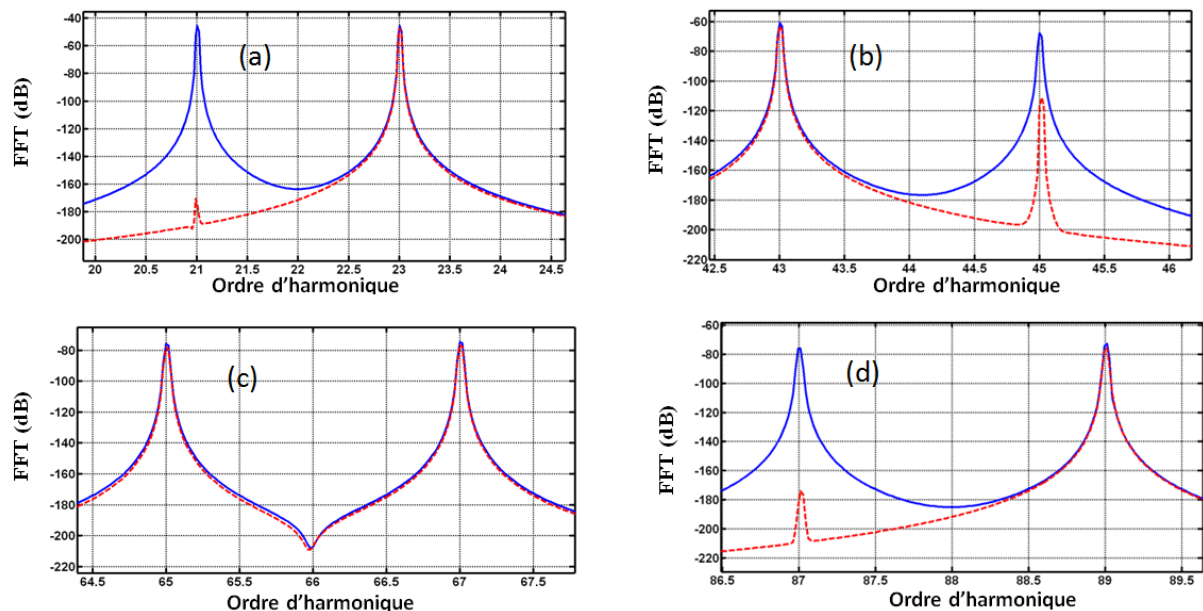 -40
-60
-80
-100
-120
-140
-160
-180
-200
FFT (dB)
(a)
20 20.5 21 21.5 22 22.5 23 23.5 24 24.5
Ordre d’harmonique
-60
-80
-100
-120
-140
-160
-180
-200
-220
FFT (dB)
(b)
42.5 43 43.5 44 44.5 45 45.5 46
Ordre d’harmonique
-80
-100
-120
-140
-160
-180
-200
-220
FFT (dB)
(c)
64.5 65 65.5 66 66.5 67 67.5
Ordre d’harmonique
-60
-80
-100
-120
-140
-160
-180
-200
-220
FFT (dB)
(d)
86.5 87 87.5 88 88.5 89 89.5
Ordre d’harmonique